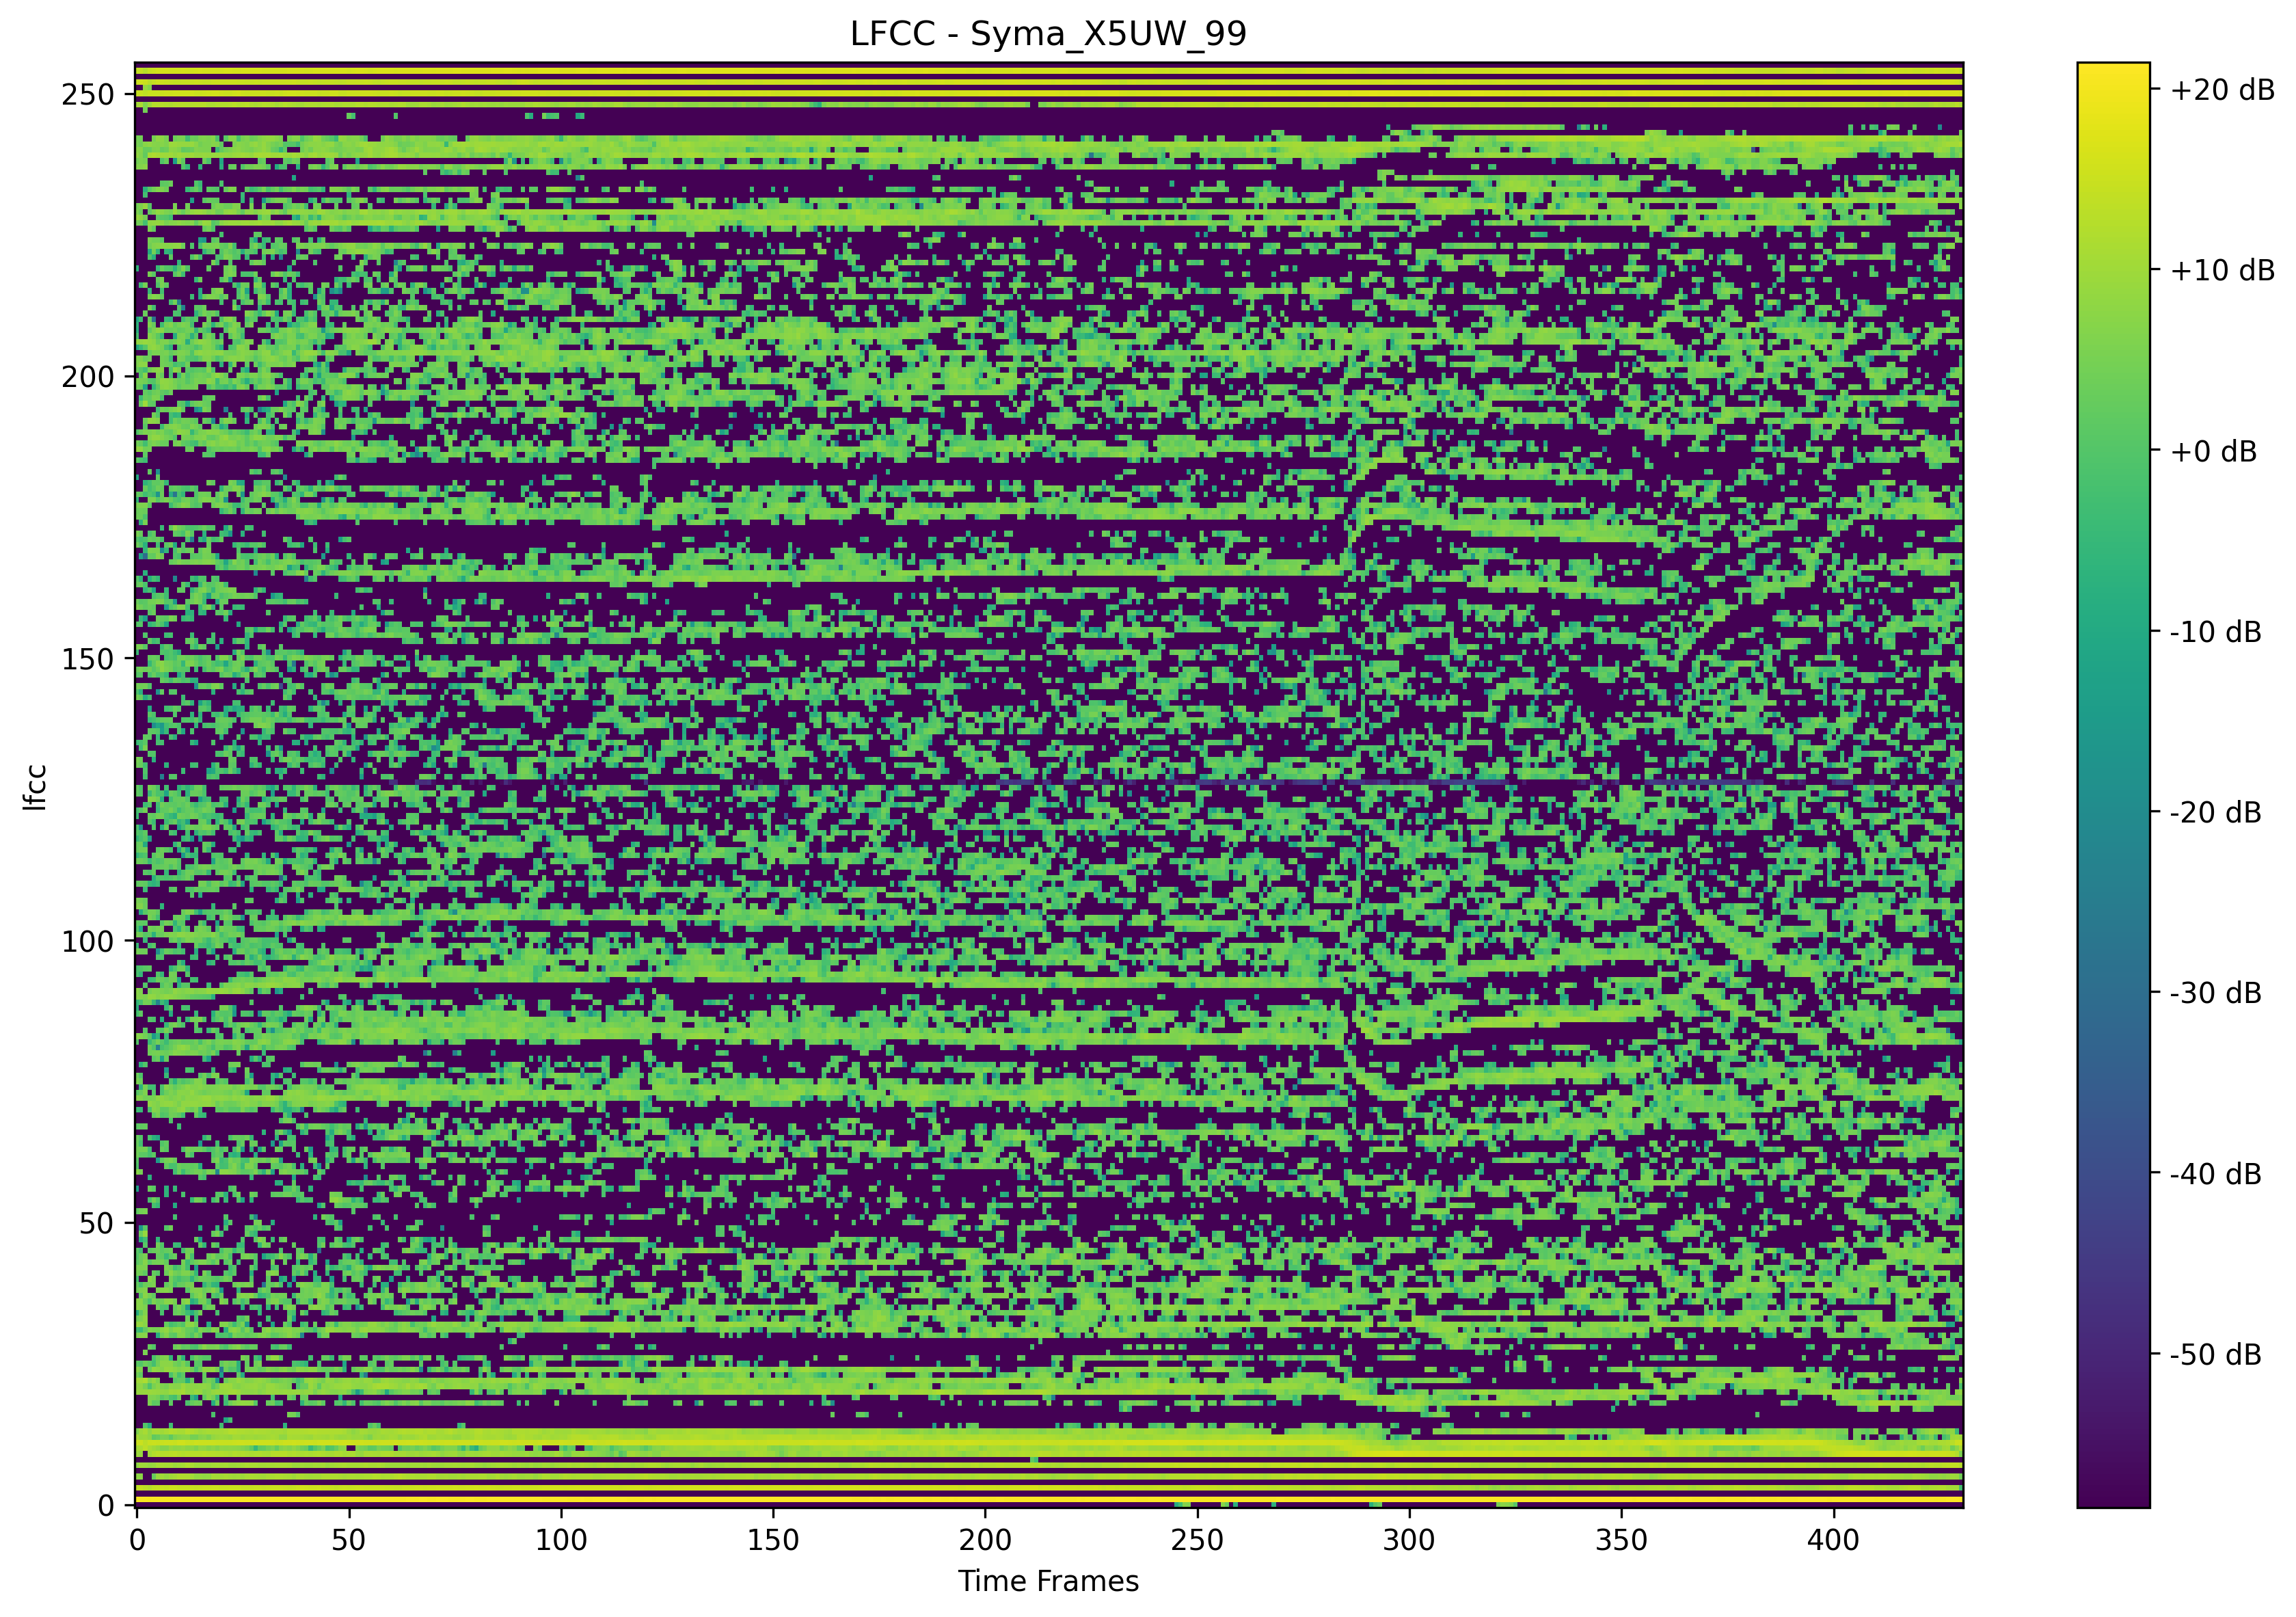 LFCC - Syma_X5UW_99
lfcc
250
200
150
100
50
0
0 50 100 150 200 250 300 350 400
Time Frames
+20 dB
+10 dB
+0 dB
-10 dB
-20 dB
-30 dB
-40 dB
-50 dB